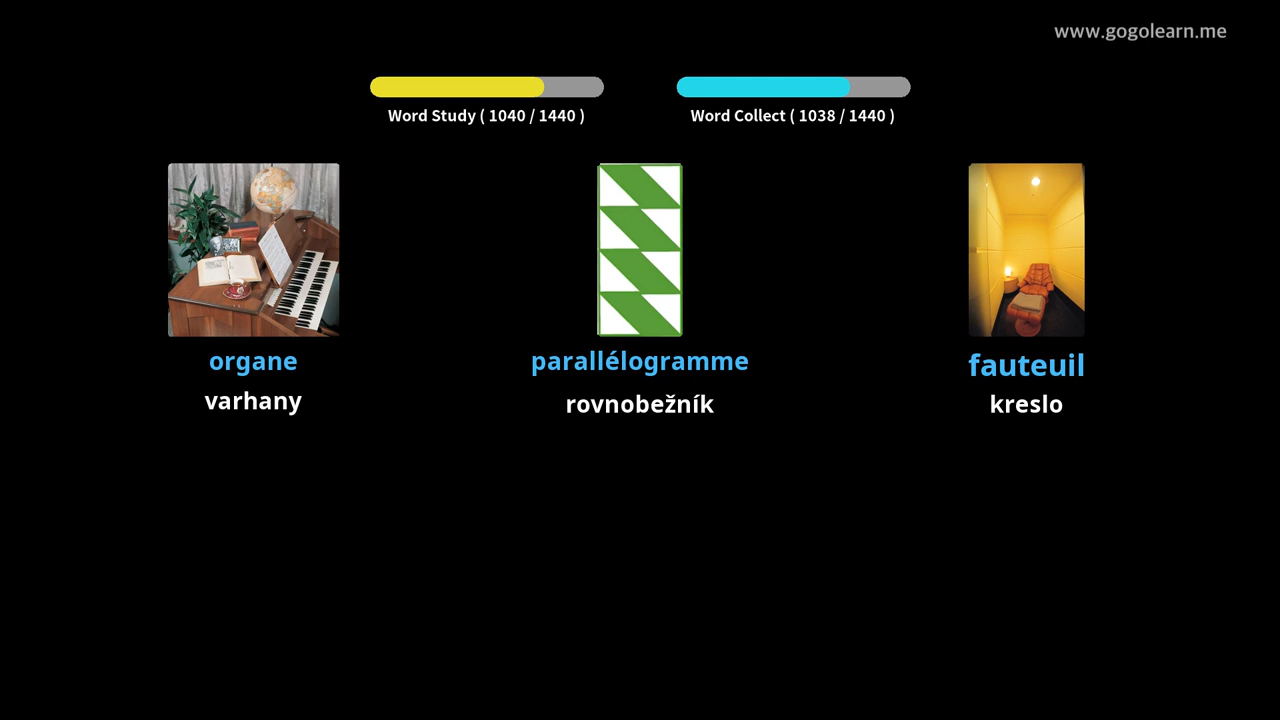 www.gogolearn.me
Word Study ( 1040 / 1440 )
Word Collect ( 1038 / 1440 )
organe
parallélogramme
fauteuil
varhany
rovnobežník
kreslo